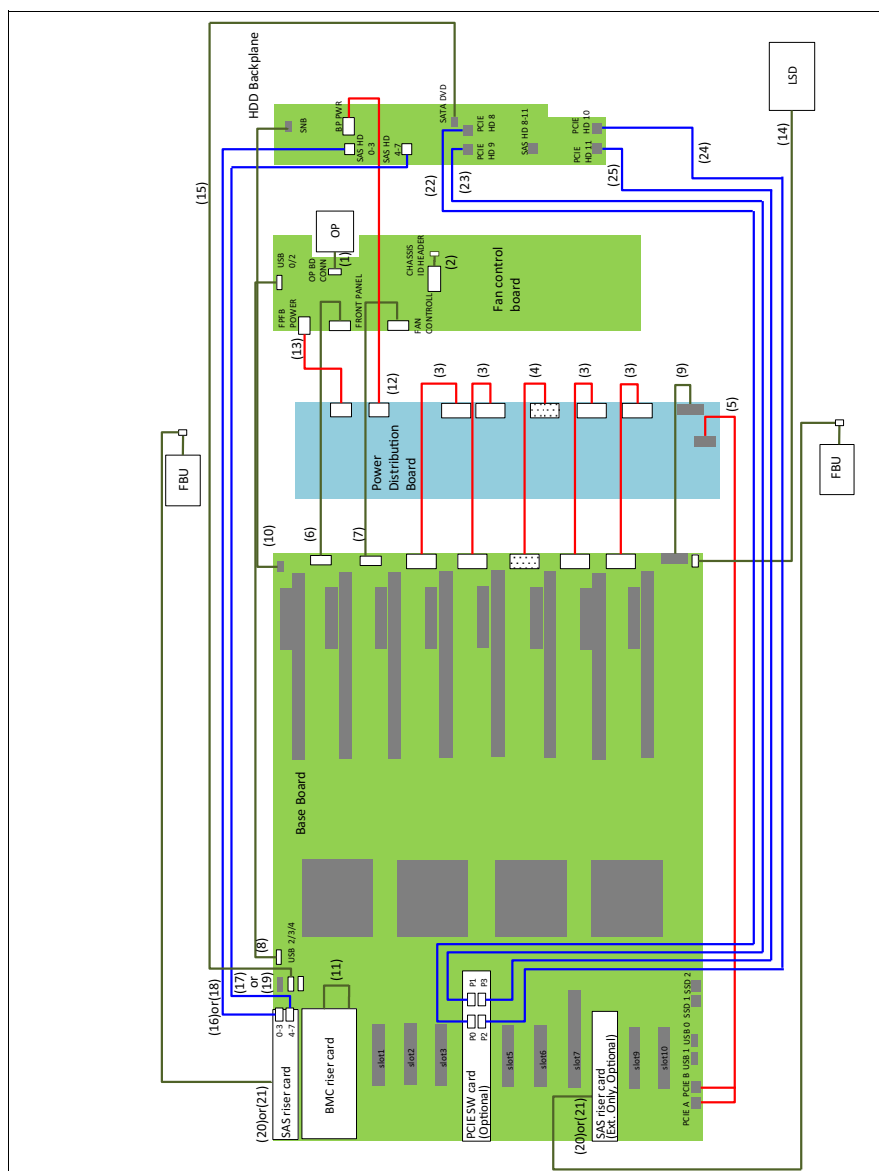 HDD Backplane
LSD
SNB
BP PWR
SAS HD
0-3
SAS HD
4-7
SATA DVD
PCIE
HD 8
PCIE
HD 9
SAS HD 8-11
PCIE
HD 10
PCIE
HD 11
(14)
(15)
(22)
(23)
(24)
(25)
USB
0/2
OP
OP BD
CONN
(1)
CHASSIS
ID HEADER
(2)
Fan control
board
FPFB
POWER
FRONT PANEL
FAN
CONTROLL
(13)
(12)
(3)
(3)
(4)
(3)
(3)
(9)
(5)
Power
Distribution
Board
FBU
FBU
(10)
(6)
(7)
Base Board
(8)
USB 2/3/4
(17)
or
(19)
(16)or(18)
(11)
0-3
4-7
SAS riser card
(20)or(21)
BMC riser card
slot1
slot2
slot3
P0
P1
P2
P3
PCIE SW card
(Optional)
slot5
slot6
slot7
SAS riser card
(Ext. Only, Optional)
(20)or(21)
slot9
slot10
PCIE A
PCIE B
USB 1
USB 0
SSD 1
SSD 2